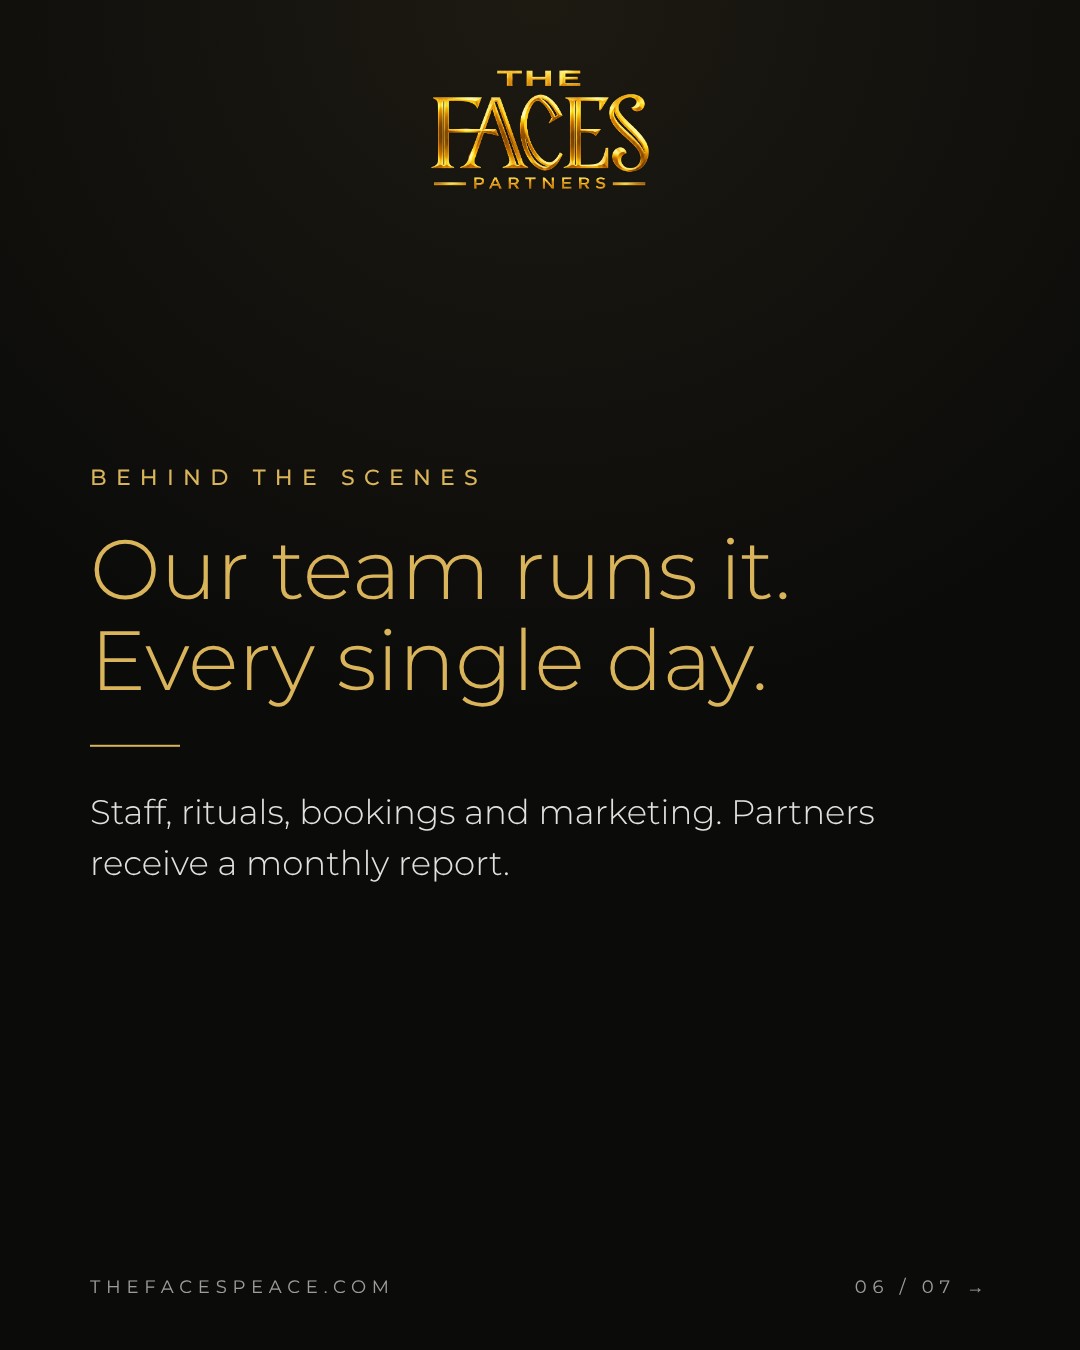 THE
FACES
PARTNERS
BEHIND THE SCENES
Our team runs it.
Every single day.
Staff, rituals, bookings and marketing. Partners
receive a monthly report.
THEFACESPEACE.COM
06 / 07 →